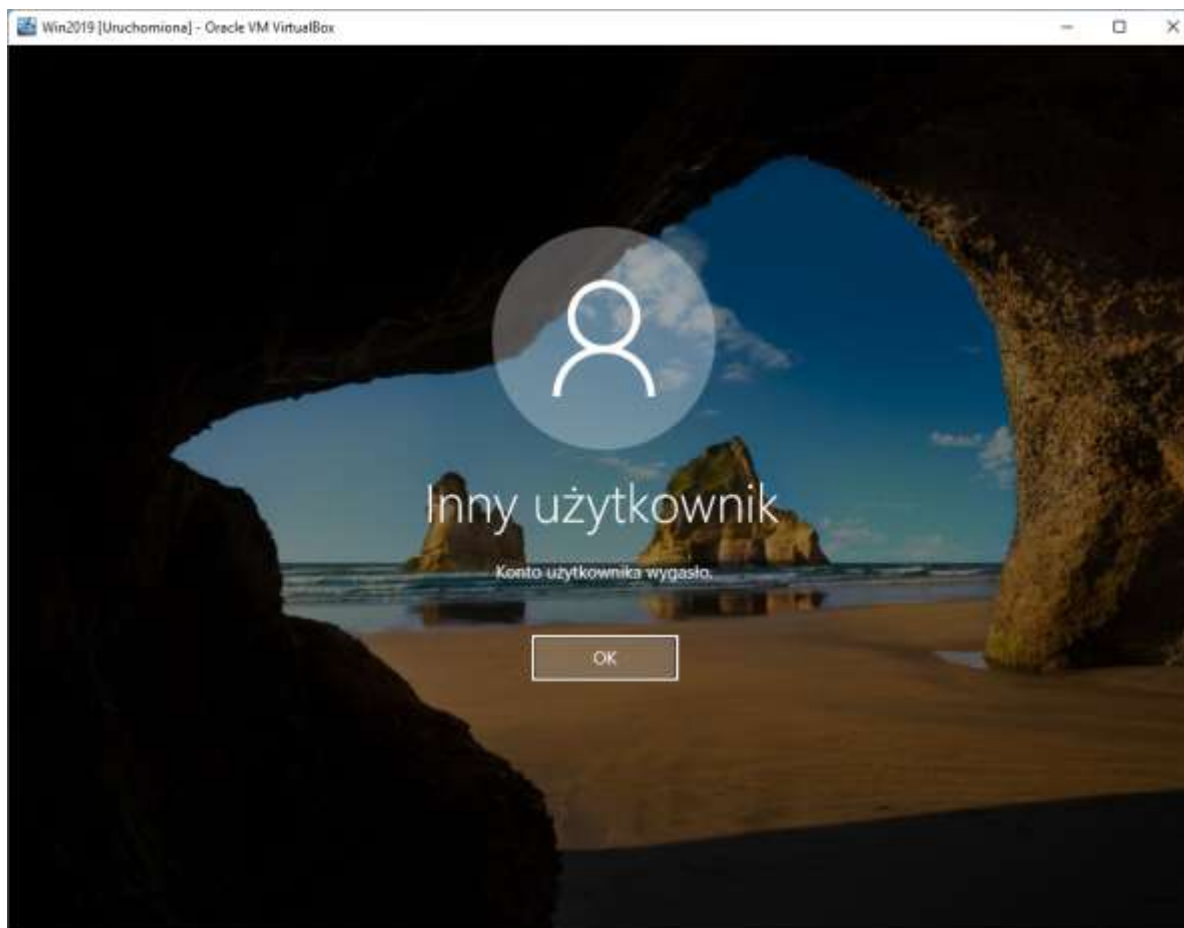 Win2019 [Uruchomiona] - Oracle VM VirtualBox
Inny użytkownik
Konto użytkownika wygasło.
OK